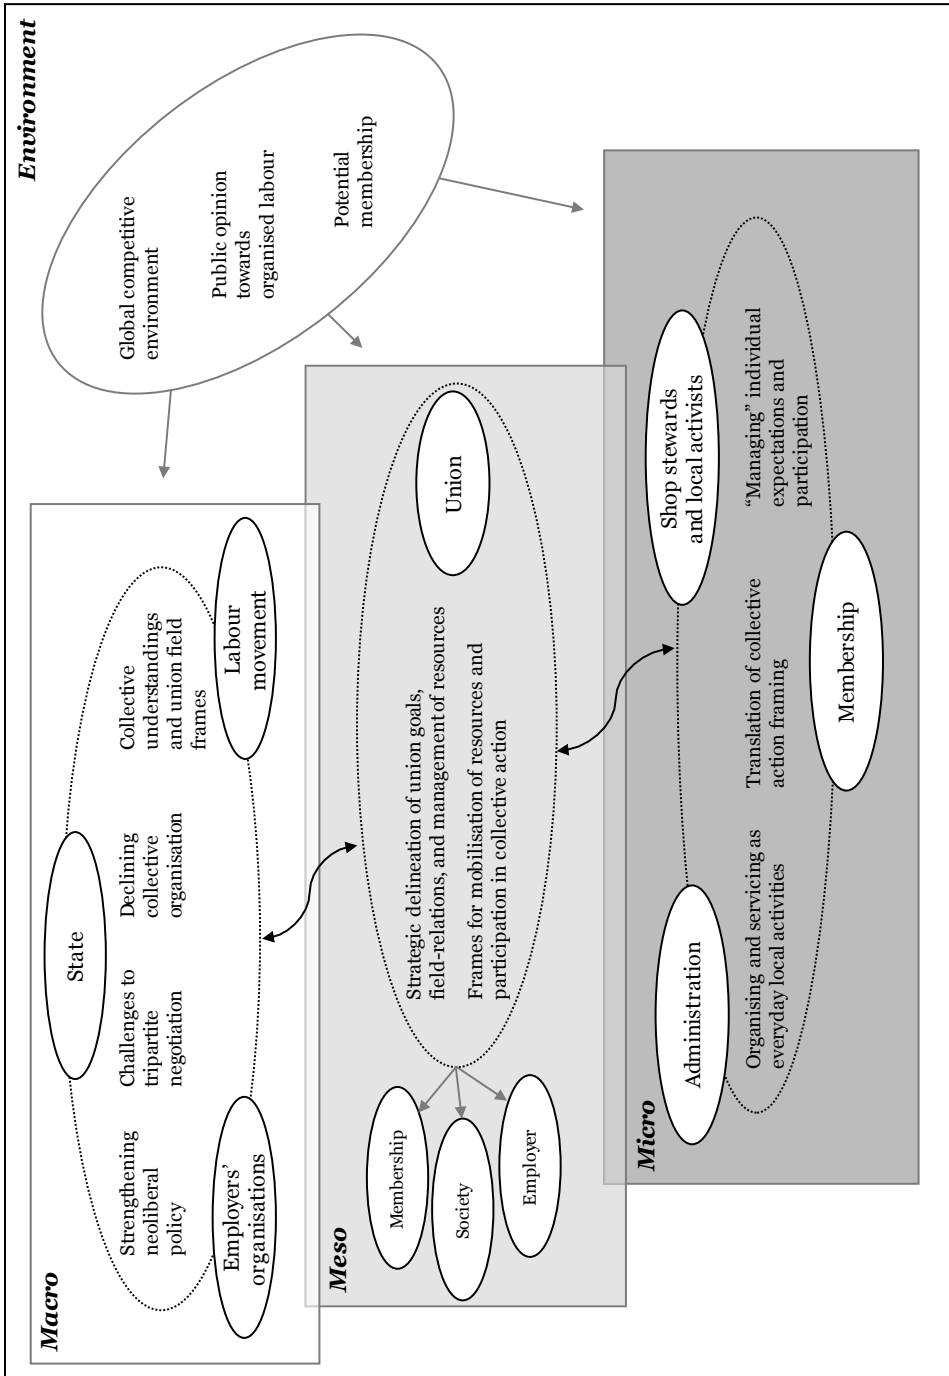 Environment
Global competitive
environment
Public opinion
towards
organised labour
Potential
membership
Macro
State
Strengthening
neoliberal
policy
Challenges to
tripartite
negotiation
Declining
collective
organisation
Collective
understandings
and union field
frames
Employers’
organisations
Labour
movement
Meso
Membership
Society
Employer
Strategic delineation of union goals,
field-relations, and management of resources
Frames for mobilisation of resources and
participation in collective action
Union
Micro
Administration
Shop stewards
and local activists
Organising and servicing as
everyday local activities
Translation of collective
action framing
“Managing” individual
expectations and
participation
Membership